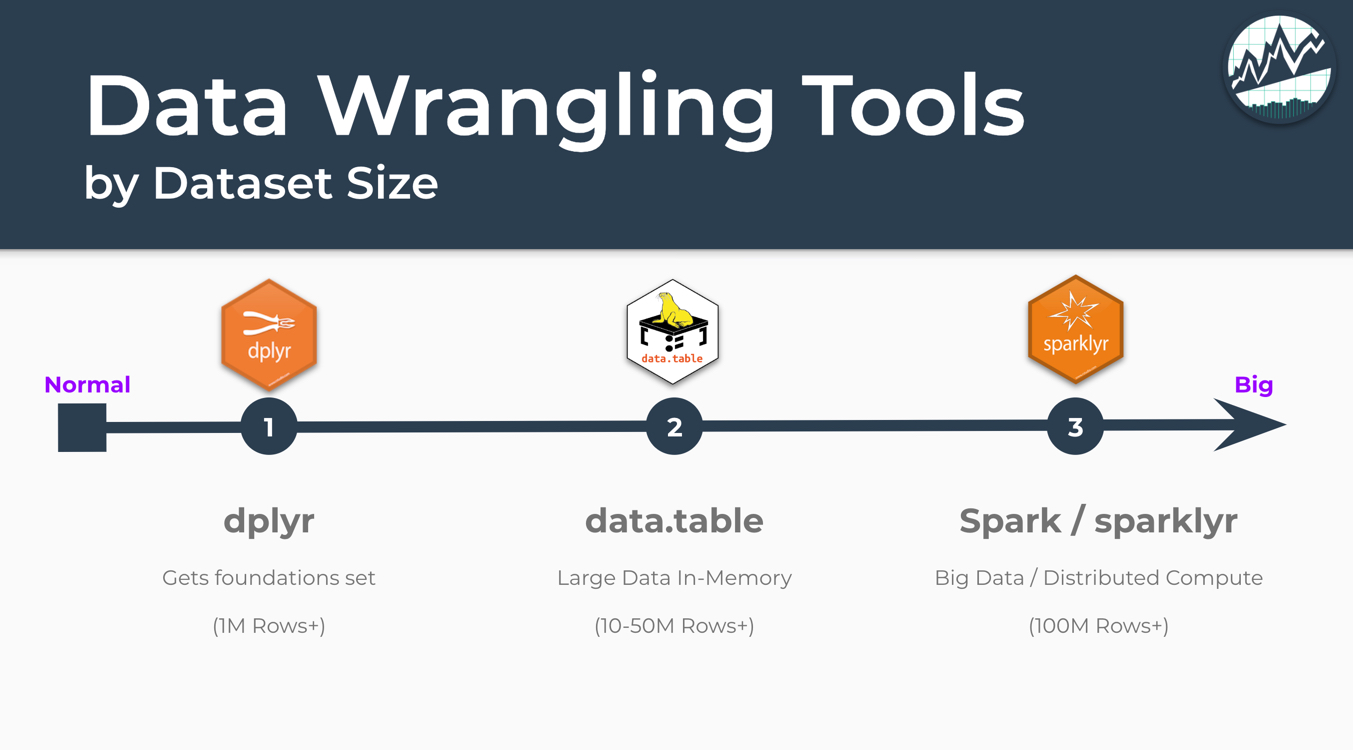 Data Wrangling Tools
by Dataset Size
dplyr
data.table
sparklyr
Normal
Big
1
2
3
dplyr
data.table
Spark / sparklyr
Gets foundations set
Large Data In-Memory
Big Data / Distributed Compute
(1M Rows+)
(10-50M Rows+)
(100M Rows+)